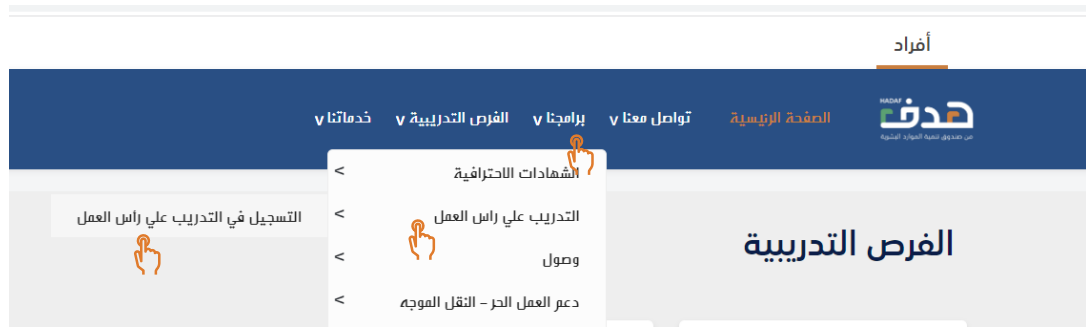 أفراد
HADAF
هدف
من صندوق تنمية الموارد البشرية
الصفحة الرئيسية
تواصل معنا v
برامجنا v
الفرص التدريبية v
خدماتنا v
الشهادات الاحترافية >
التدريب علي راس العمل >
التسجيل في التدريب علي راس العمل
وصول >
دعم العمل الحر – النقل الموجه >
الفرص التدريبية